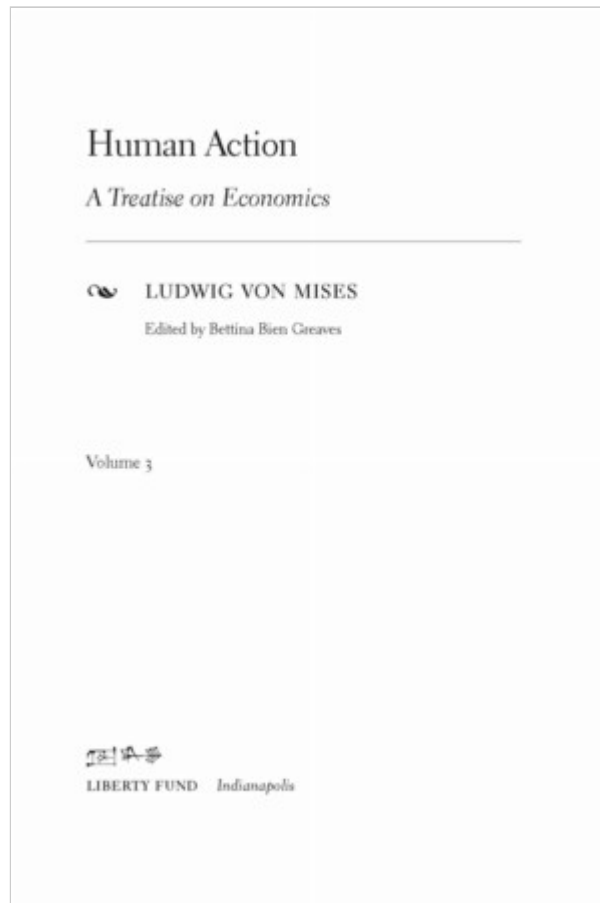 Human Action
A Treatise on Economics
LUDWIG VON MISES
Edited by Bettina Bien Greaves
Volume 3
LIBERTY FUND Indianapolis